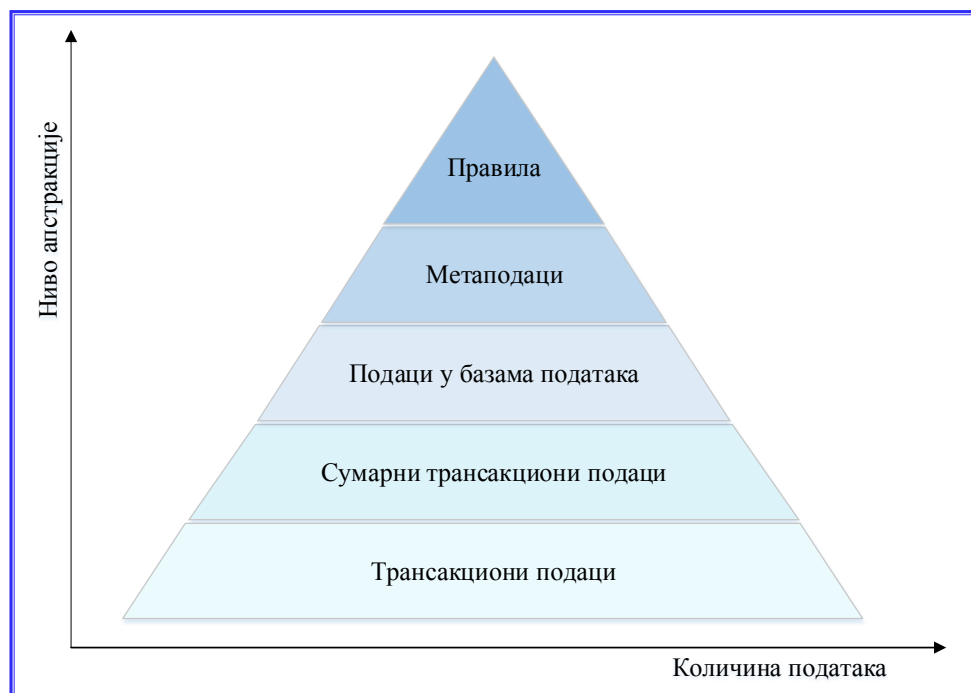 Ниво апстракције
Правила
Метаподаци
Подаци у базама података
Сумарни трансакциони подаци
Трансакциони подаци
Количина података